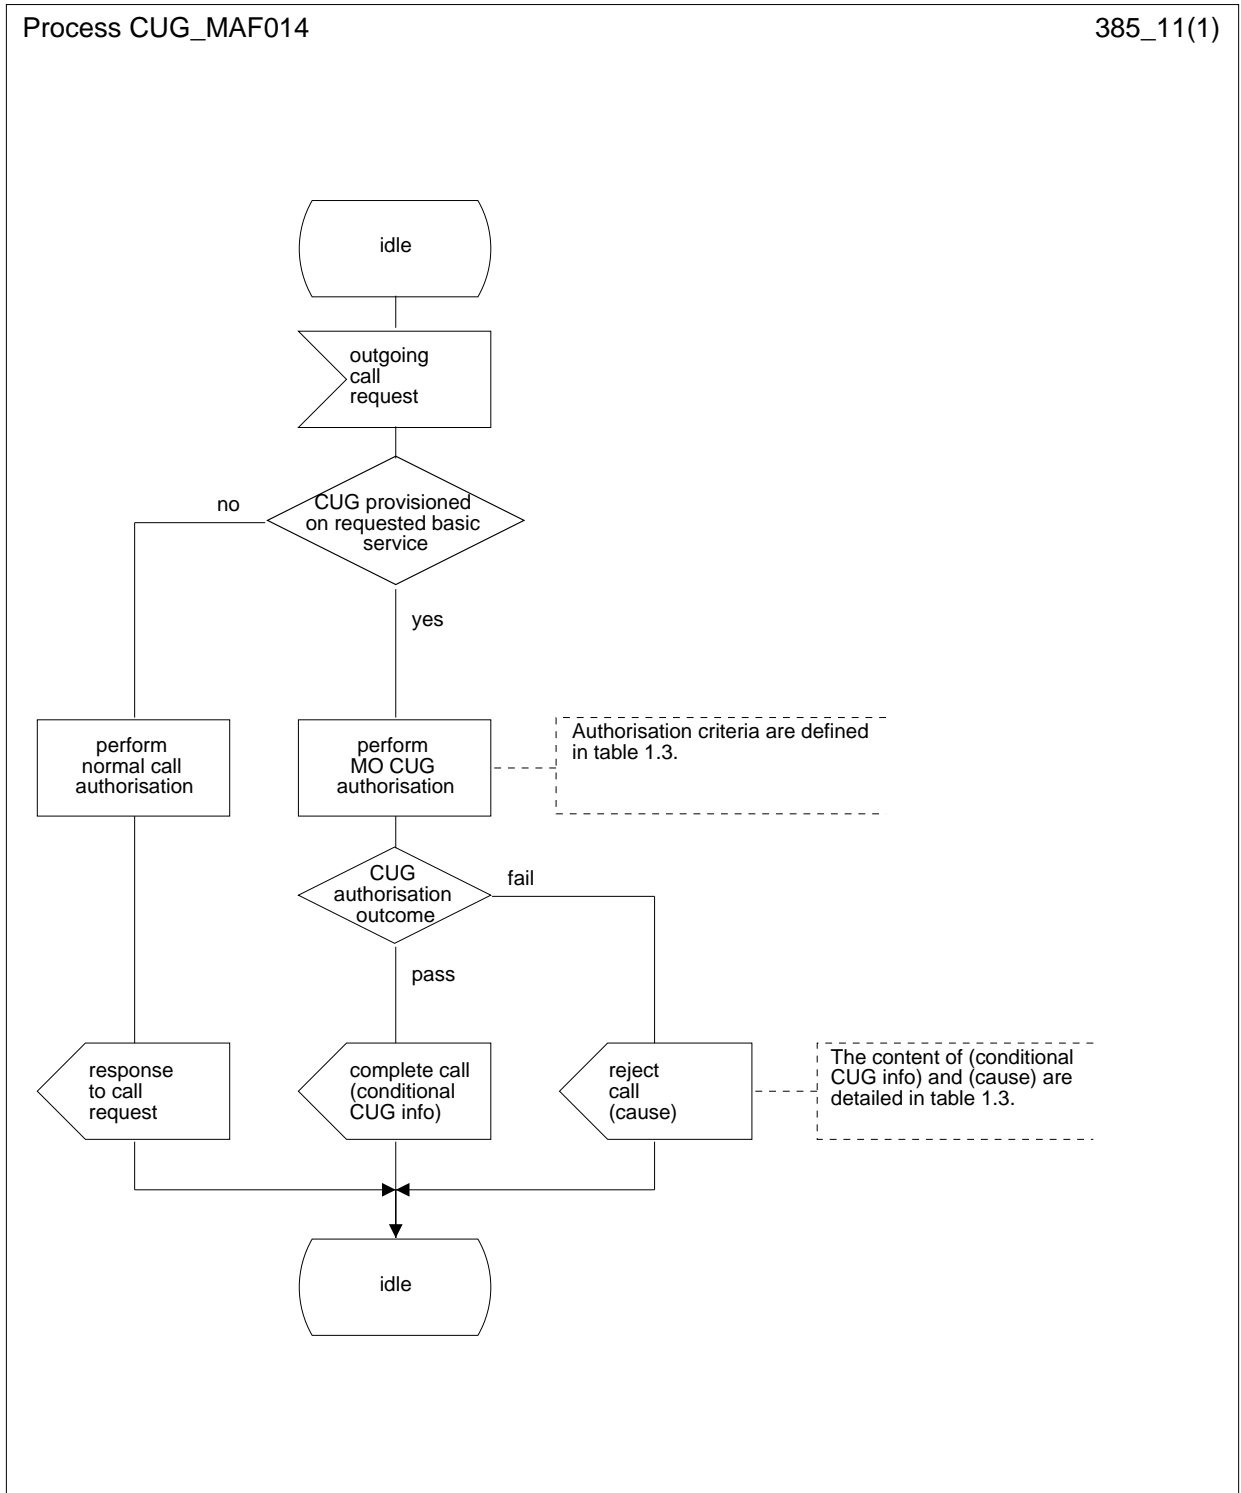 Process CUG_MAF014
385_11(1)
idle
outgoing
call
request
CUG provisioned
on requested basic
service
no
yes
perform
normal call
authorisation
perform
MO CUG
authorisation
Authorisation criteria are defined
in table 1.3.
CUG
authorisation
outcome
fail
pass
response
to call
request
complete call
(conditional
CUG info)
reject
call
(cause)
The content of (conditional
CUG info) and (cause) are
detailed in table 1.3.
idle